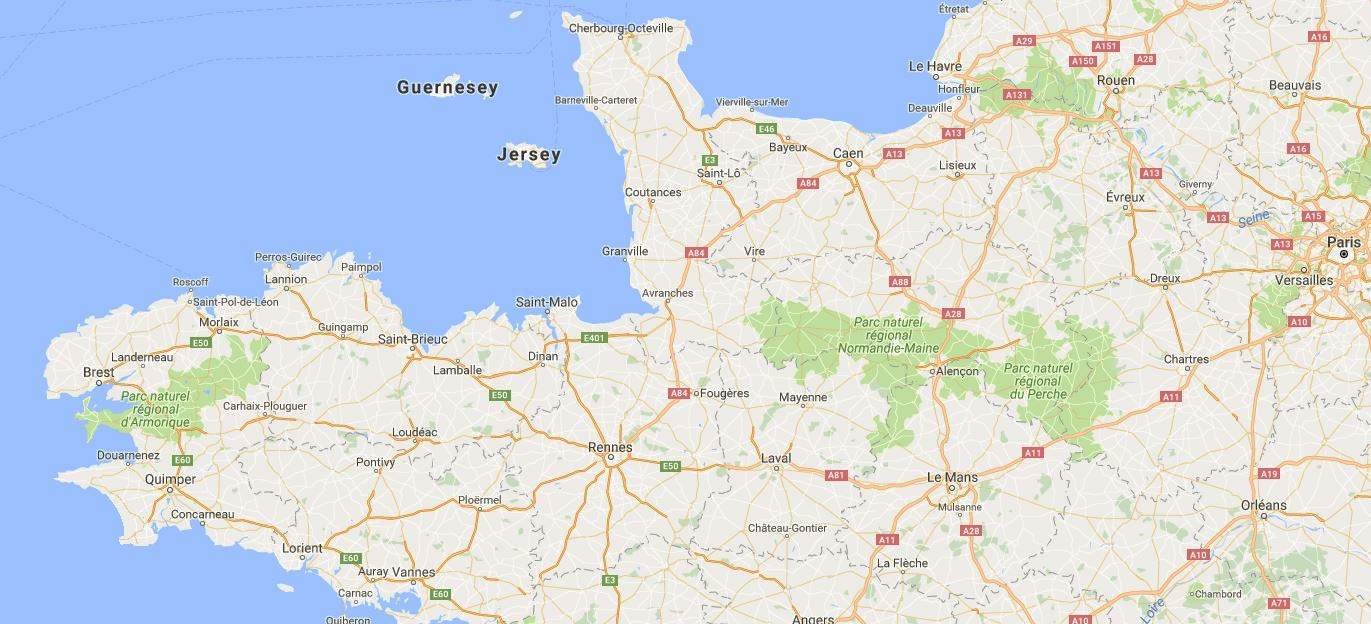 Étretat
A16
Cherbourg-Octeville
A29
A151
A150
A28
Le Havre
Rouen
Beauvais
Guernesey
Honfleur
A131
Barneville-Carteret
Vierville-sur-Mer
Deauville
E46
A13
Bayeux
Caen
A13
A16
Jersey
E3
Saint-Lô
Lisieux
A13
A84
Giverny
Coutances
Évreux
A13
Seine
A15
Paris
A13
Granville
A84
Vire
Perros-Guirec
Paimpol
Roscoff
Lannion
A88
Dreux
Versailles
Avranches
Saint-Pol-de-Léon
Saint-Malo
A28
Morlaix
Guingamp
Parc naturel
régional
Normandie-Maine
A10
E50
Saint-Brieuc
E401
Landerneau
Dinan
Chartres
Brest
Lamballe
Alençon
Parc naturel
régional
du Perche
Parc naturel
régional
d'Armorique
E50
A84
Fougères
Mayenne
A11
Carhaix-Plouguer
Loudéac
Rennes
Douarnenez
E60
Pontivy
E50
Laval
A11
Quimper
A81
Le Mans
A19
Ploërmel
Mulsanne
Orléans
Concarneau
Château-Gontier
A28
A11
Lorient
E60
A10
La Flèche
Auray
Vannes
E3
Carnac
E60
Chambord
A71
Loire
Quiberon
Angers
A10